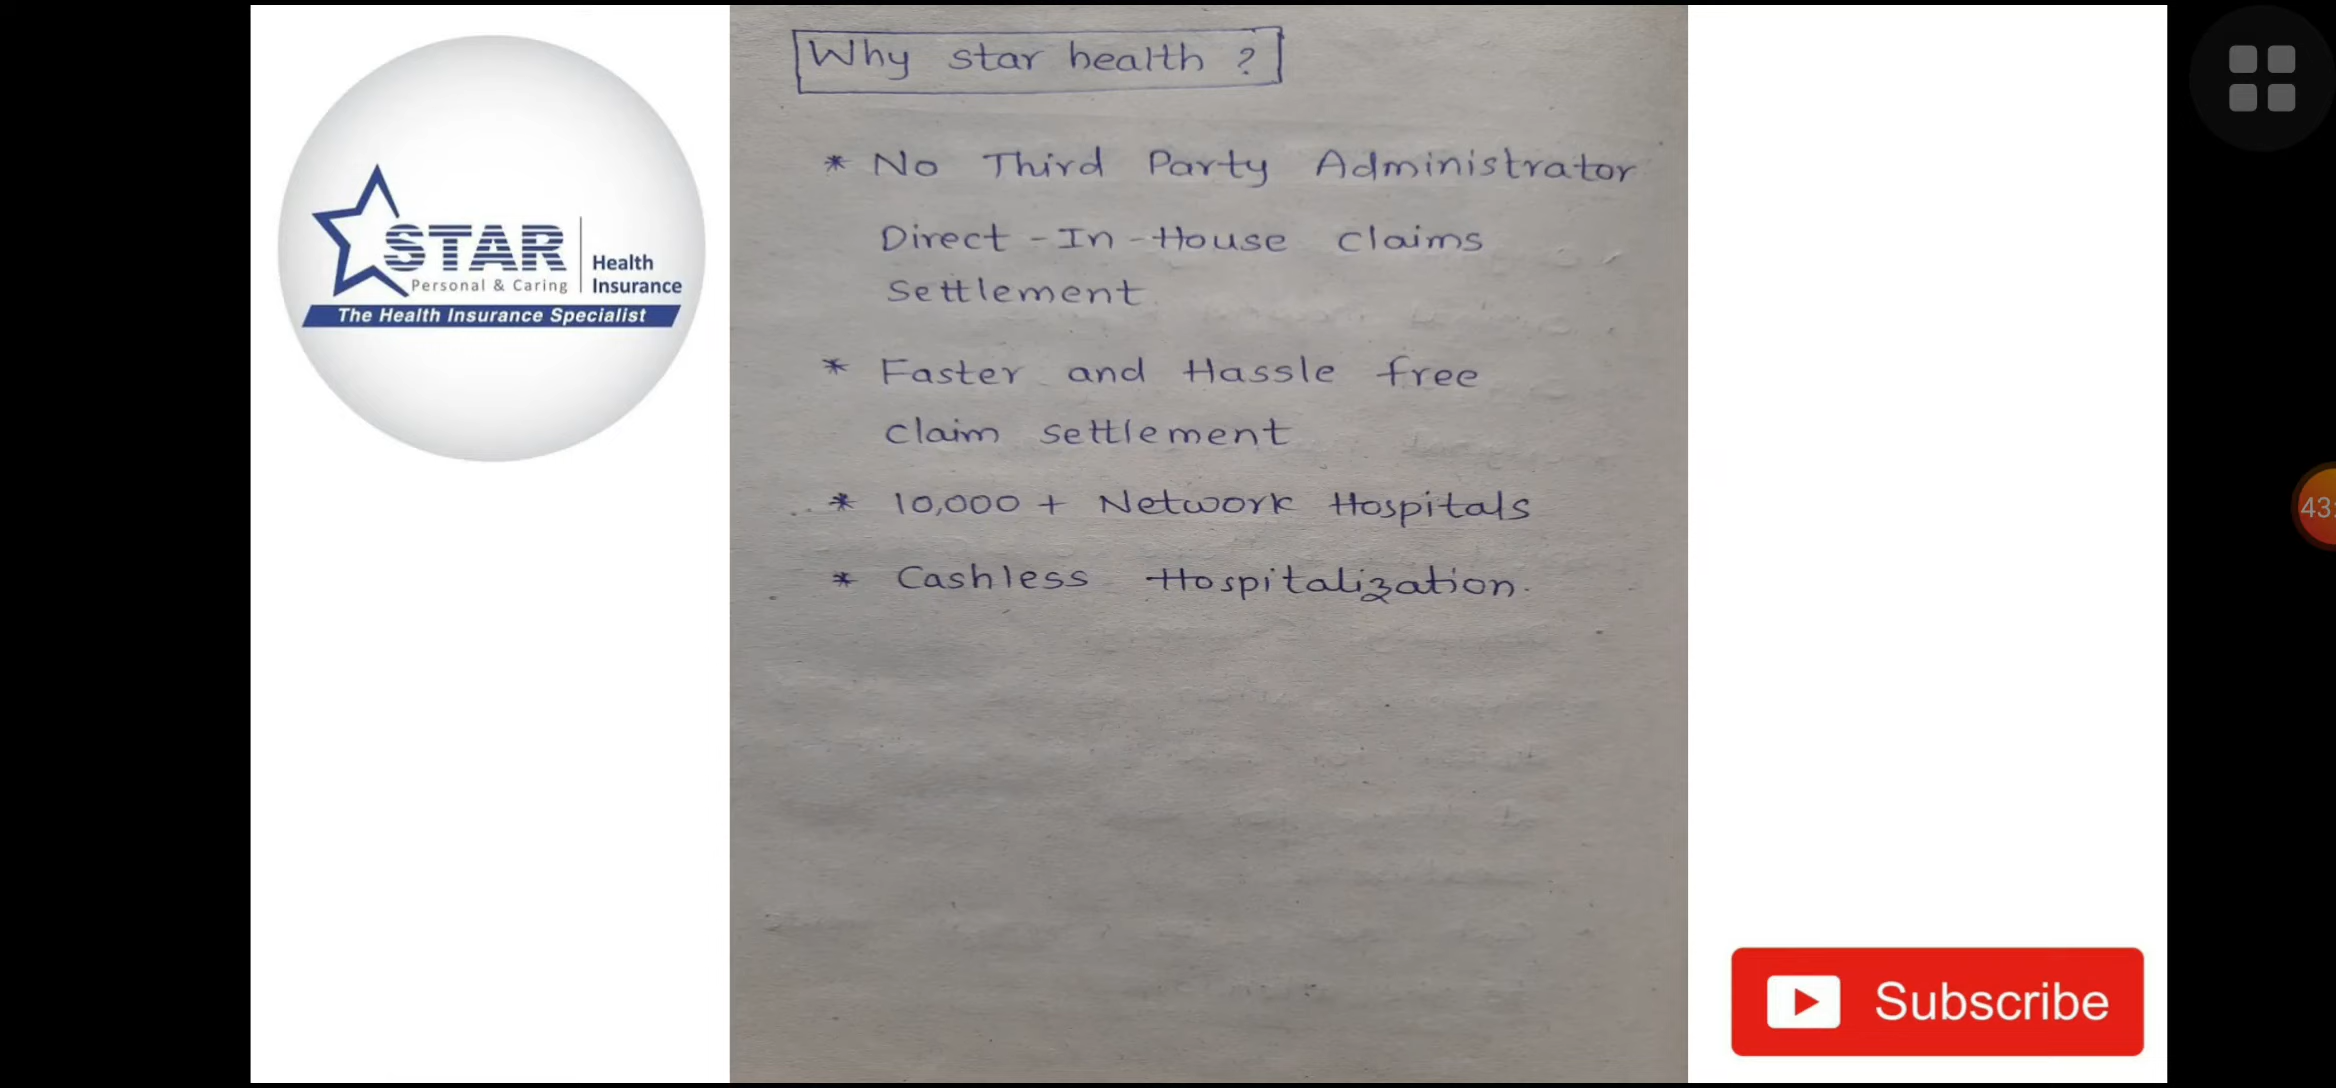 STAR
Health
Personal & Caring
Insurance
The Health Insurance Specialist
Why star health ?
* No Third Party Administrator
Direct - In - House claims
settlement
* Faster and Hassle free
claim settlement
* 10,000 + Network Hospitals
* Cashless Hospitalization.
43:
Subscribe